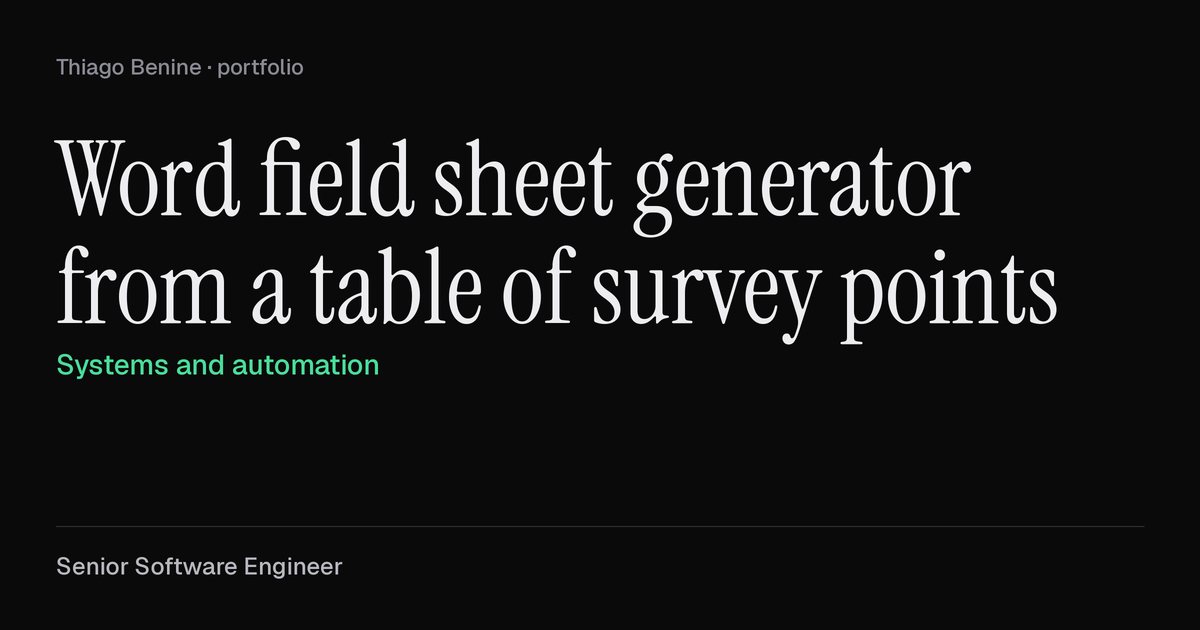 Thiago Benine · portfolio
Word field sheet generator
from a table of survey points
Systems and automation
Senior Software Engineer